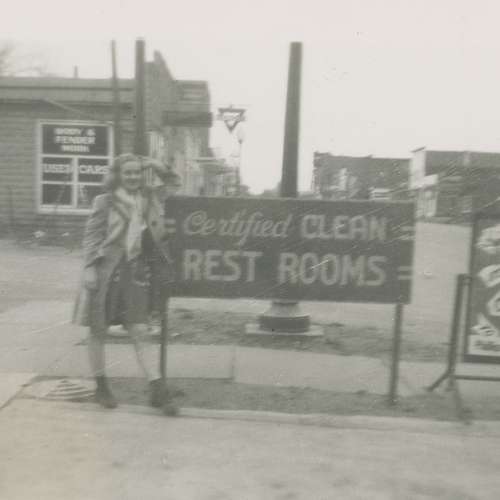 BODY &
FENDER
WORK
USED CARS
Certified CLEAN
REST ROOMS